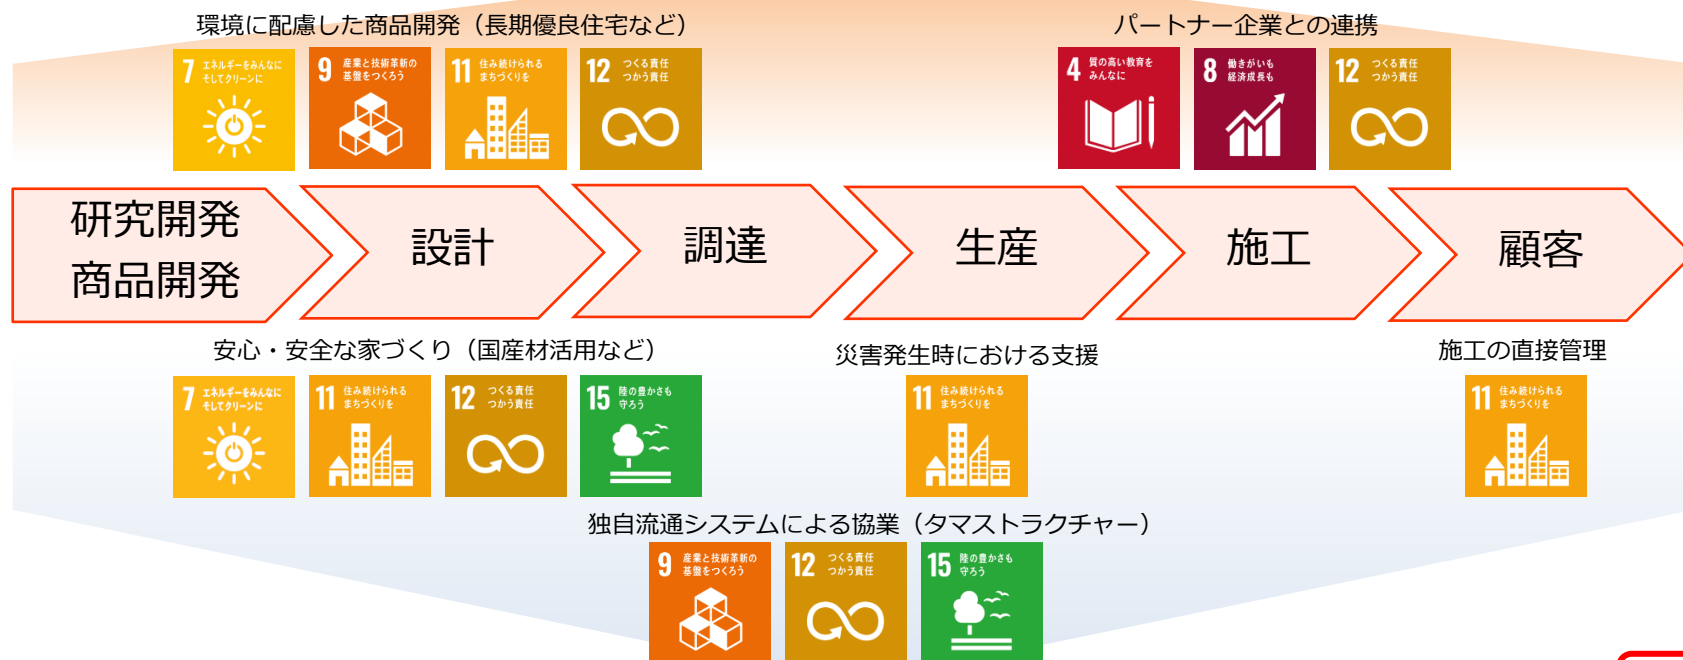 環境に配慮した商品開発（長期優良住宅など）
7 エネルギーをみんなに
そしてクリーンに
9 産業と技術革新の
基盤をつくろう
11 住み続けられる
まちづくりを
12 つくる責任
つかう責任
パートナー企業との連携
4 質の高い教育を
みんなに
8 働きがいも
経済成長も
12 つくる責任
つかう責任
研究開発
商品開発
設計
調達
生産
施工
顧客
安心・安全な家づくり（国産材活用など）
7 エネルギーをみんなに
そしてクリーンに
11 住み続けられる
まちづくりを
12 つくる責任
つかう責任
15 陸の豊かさも
守ろう
災害発生時における支援
11 住み続けられる
まちづくりを
施工の直接管理
11 住み続けられる
まちづくりを
独自流通システムによる協業（タマストラクチャー）
9 産業と技術革新の
基盤をつくろう
12 つくる責任
つかう責任
15 陸の豊かさも
守ろう